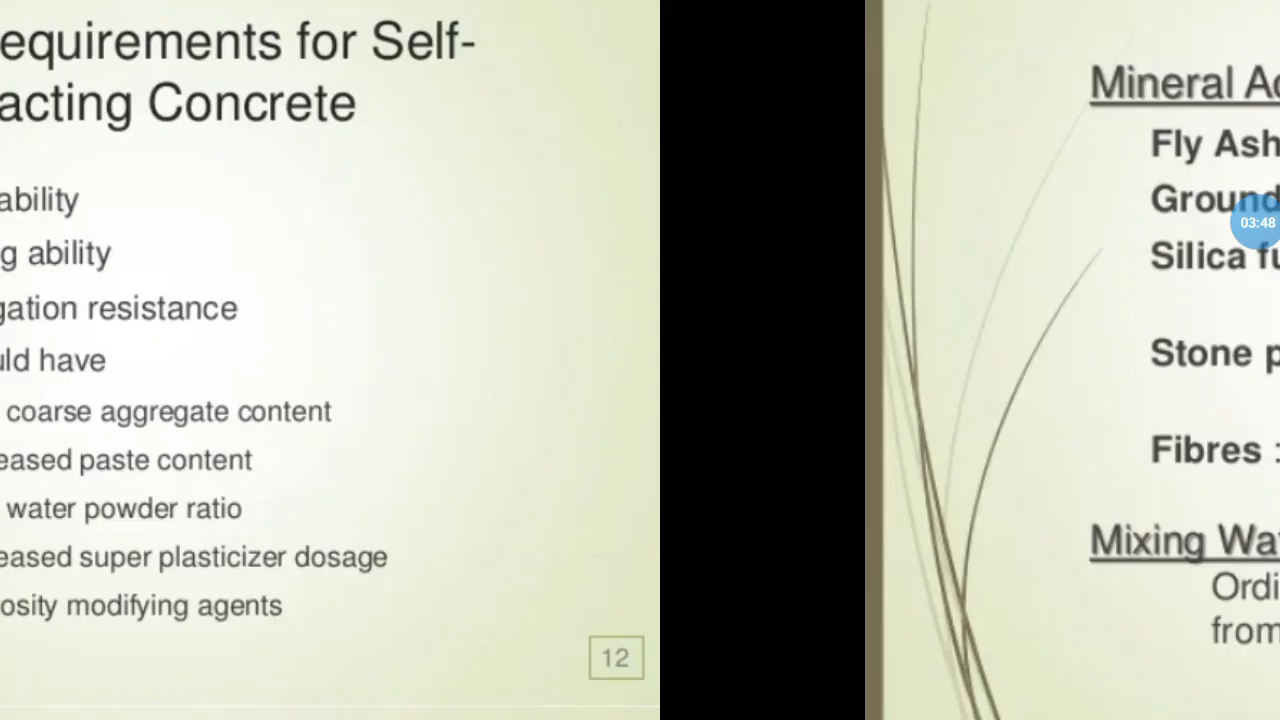 equirements for Self-
acting Concrete
ability
g ability
gation resistance
uld have
coarse aggregate content
eased paste content
water powder ratio
eased super plasticizer dosage
osity modifying agents
12
Mineral Ad
Fly Ash
Ground
03:48
Silica fu
Stone p
Fibres :
Mixing Wat
Ordi
from